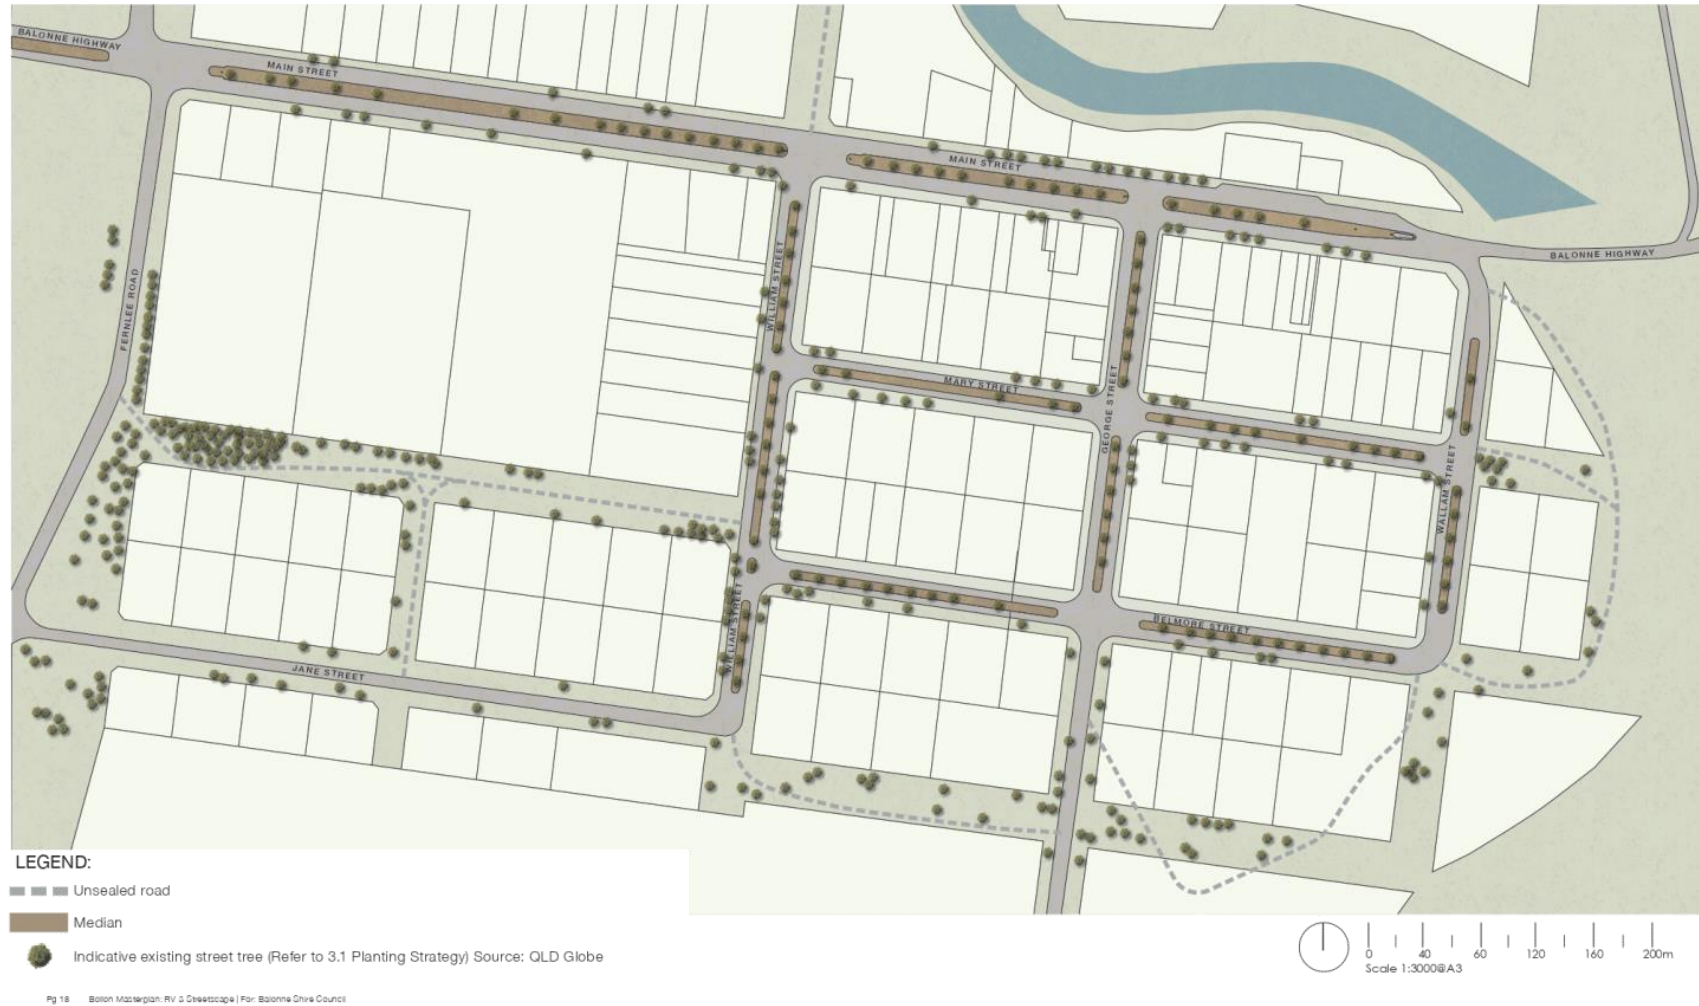 BALONNE HIGHWAY
MAIN STREET
MAIN STREET
BALONNE HIGHWAY
FERNLEE ROAD
WILLIAM STREET
MARY STREET
GEORGE STREET
WALLAM STREET
WILLIAM STREET
BELMORE STREET
JANE STREET
LEGEND:
Unsealed road
Median
Indicative existing street tree (Refer to 3.1 Planting Strategy) Source: QLD Globe
0 40 60 120 160 200m
Scale 1:3000@A3
Pg 18 Bollon Masterplan: RV & Streetscape | For: Balonne Shire Council